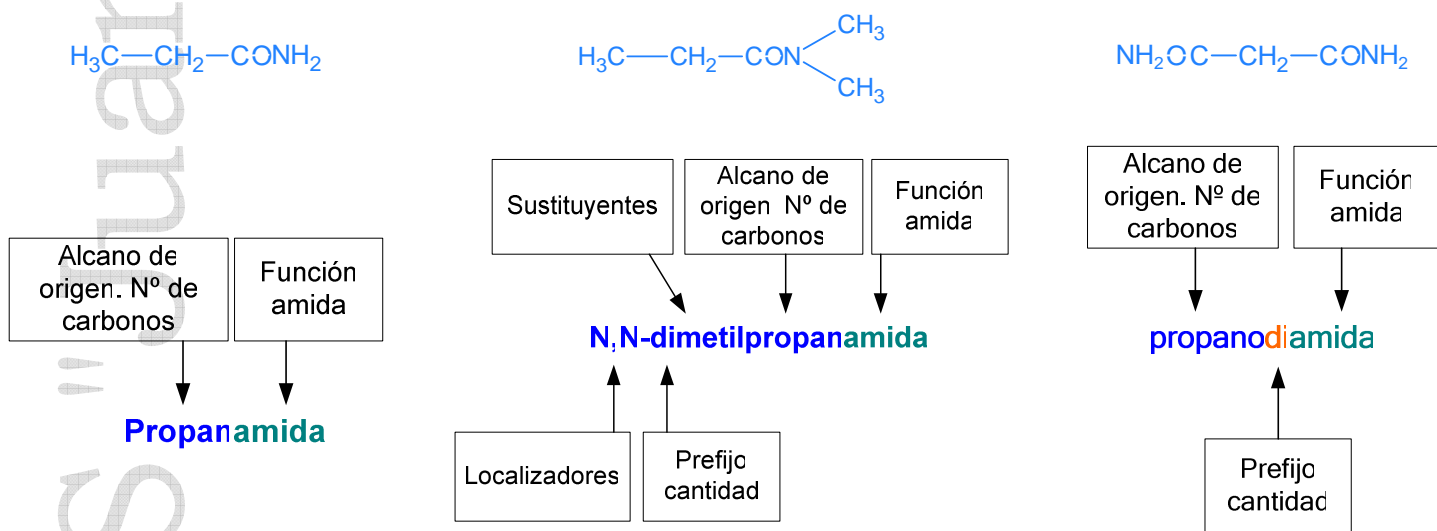 H3C—CH2—CONH2
H3C—CH2—CON
CH3
CH3
NH2OC—CH2—CONH2
Alcano de
origen. Nº de
carbonos
Función
amida
Propanamida
Sustituyentes
Alcano de
origen Nº de
carbonos
Función
amida
N,N-dimetilpropanamida
Localizadores
Prefijo
cantidad
Alcano de
origen. Nº de
carbonos
Función
amida
propanodiamida
Prefijo
cantidad
S "Juan